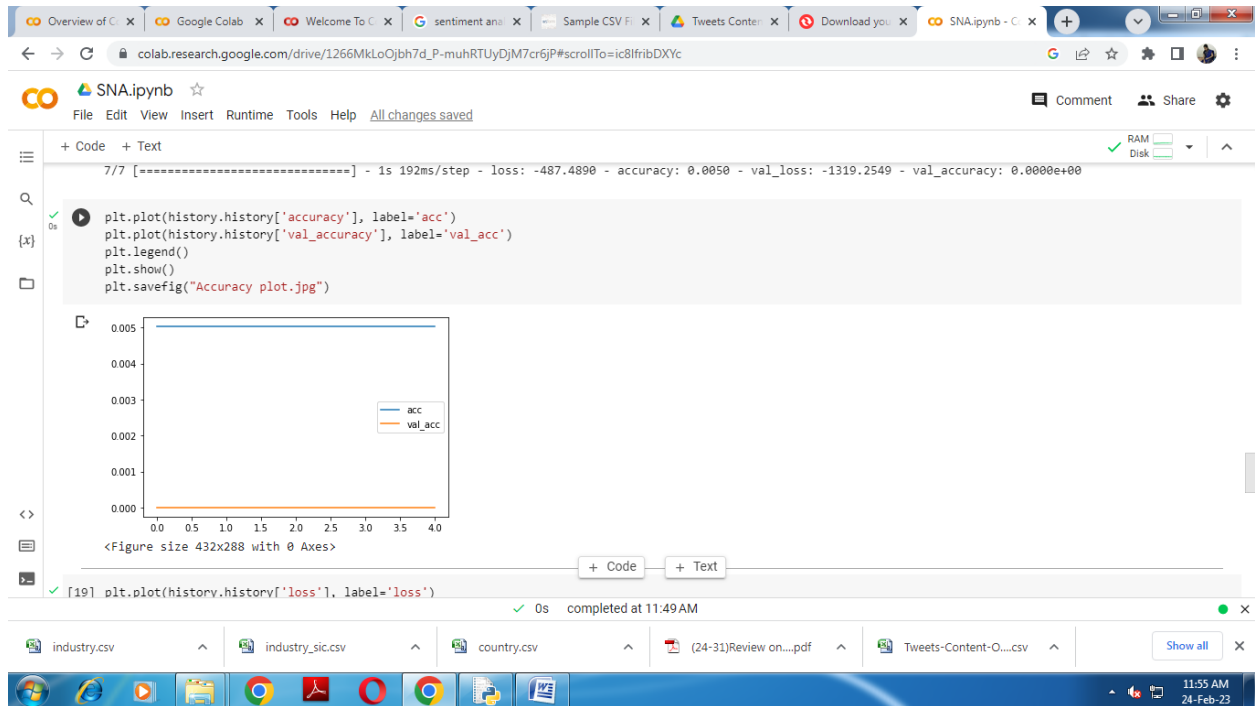 Overview of C
Google Colab
Welcome To C
sentiment ana
Sample CSV Fi
Tweets Conten
Download you
SNA.ipynb - C
colab.research.google.com/drive/1266MkLoOjbh7d_P-muhRTUyDjM7cr6jP#scrollTo=ic8IfribDXYc
SNA.ipynb
Comment
Share
File Edit View Insert Runtime Tools Help All changes saved
+ Code + Text
RAM
Disk
7/7 [==============================] - 1s 192ms/step - loss: -487.4890 - accuracy: 0.0050 - val_loss: -1319.2549 - val_accuracy: 0.0000e+00
0s
{x}
plt.plot(history.history['accuracy'], label='acc')
plt.plot(history.history['val_accuracy'], label='val_acc')
plt.legend()
plt.show()
plt.savefig("Accuracy plot.jpg")
0.005
0.004
0.003
0.002
0.001
0.000
acc
val_acc
0.0 0.5 1.0 1.5 2.0 2.5 3.0 3.5 4.0
<Figure size 432x288 with 0 Axes>
+ Code + Text
[19] plt.plot(history.history['loss'], label='loss')
0s completed at 11:49 AM
industry.csv
industry_sic.csv
country.csv
(24-31)Review on....pdf
Tweets-Content-O....csv
Show all
11:55 AM
24-Feb-23